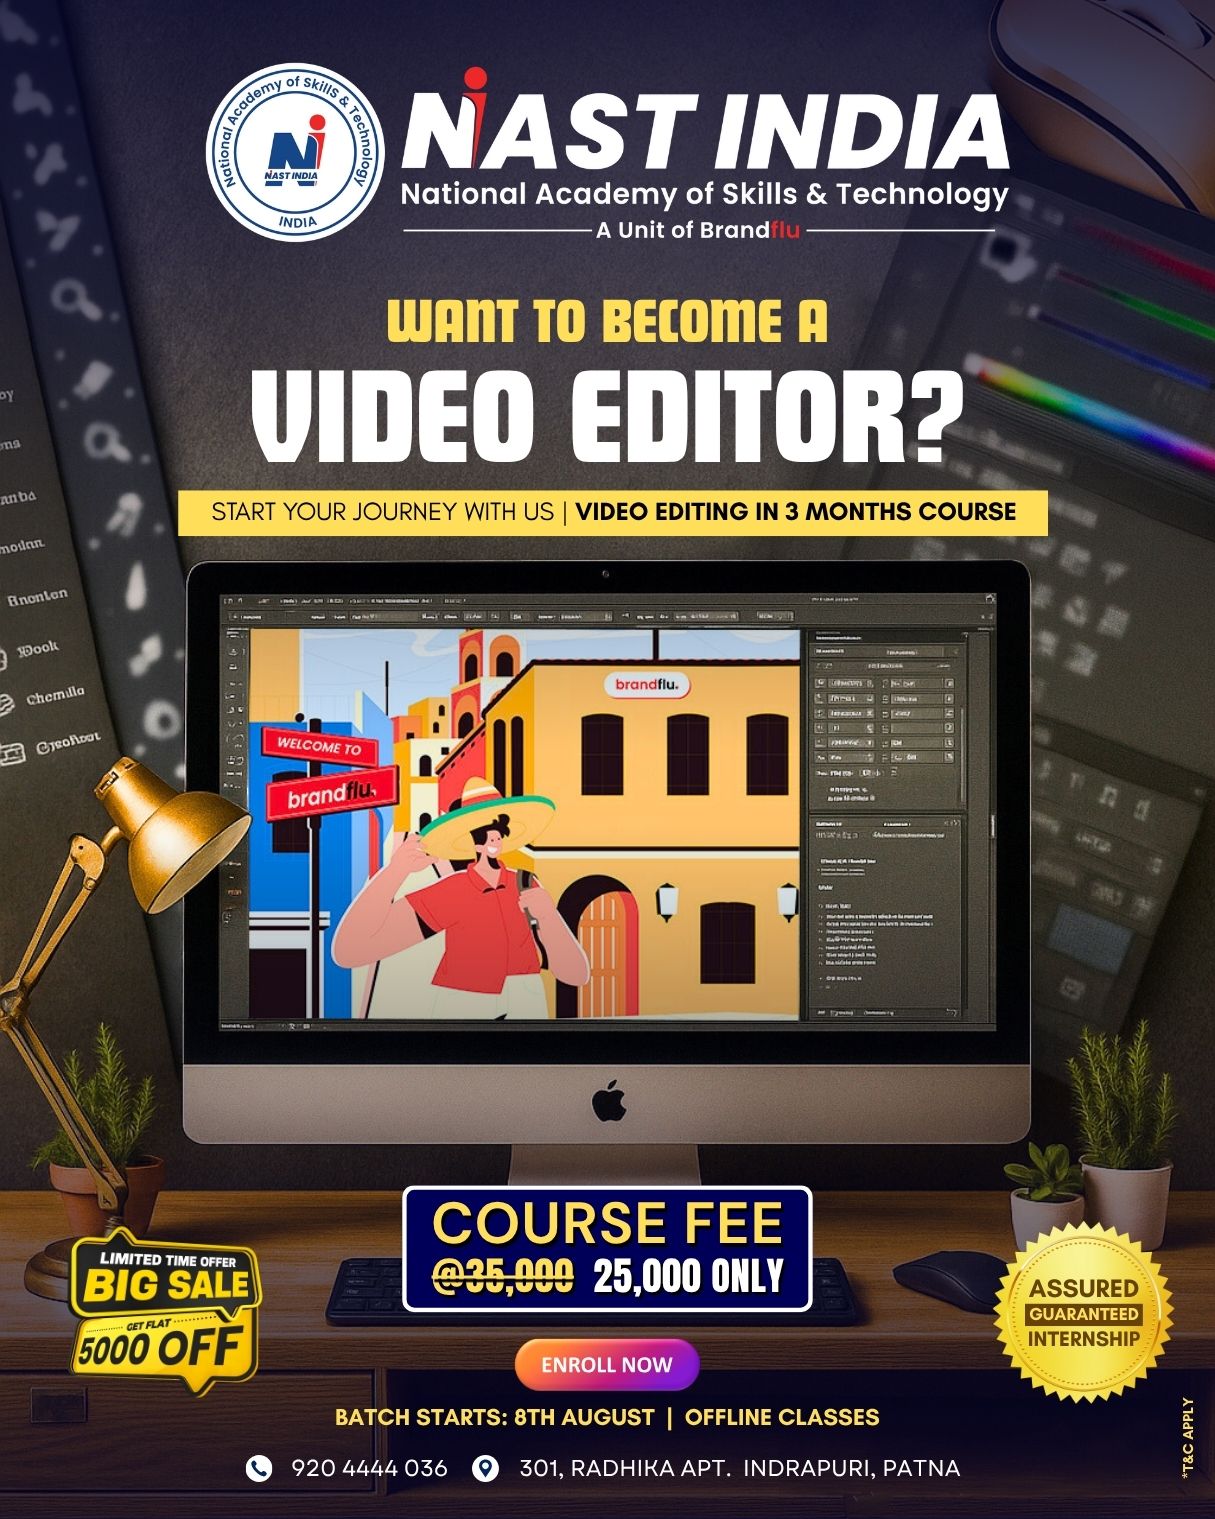 National Academy of Skills & Technology
NAST INDIA
INDIA
NAST INDIA
National Academy of Skills & Technology
A Unit of Brandflu
WANT TO BECOME A
VIDEO EDITOR?
START YOUR JOURNEY WITH US | VIDEO EDITING IN 3 MONTHS COURSE
brandflu.
WELCOME TO
brandflu.
COURSE FEE
@35,000 25,000 ONLY
LIMITED TIME OFFER
BIG SALE
GET FLAT
5000 OFF
ASSURED
GUARANTEED
INTERNSHIP
ENROLL NOW
BATCH STARTS: 8TH AUGUST | OFFLINE CLASSES
920 4444 036
301, RADHIKA APT. INDRAPURI, PATNA
*T&C APPLY